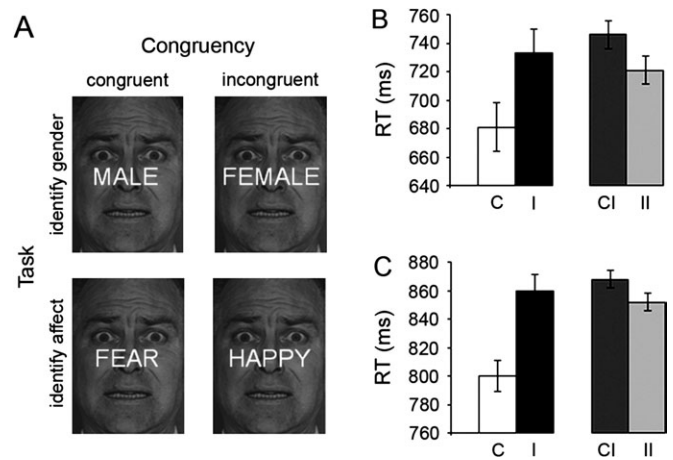 A
Congruency
congruent incongruent
Task
identify gender
MALE FEMALE
identify affect
FEAR HAPPY
B
RT (ms)
760
740
720
700
680
660
640
C I CI II
C
RT (ms)
880
860
840
820
800
780
760
C I CI II